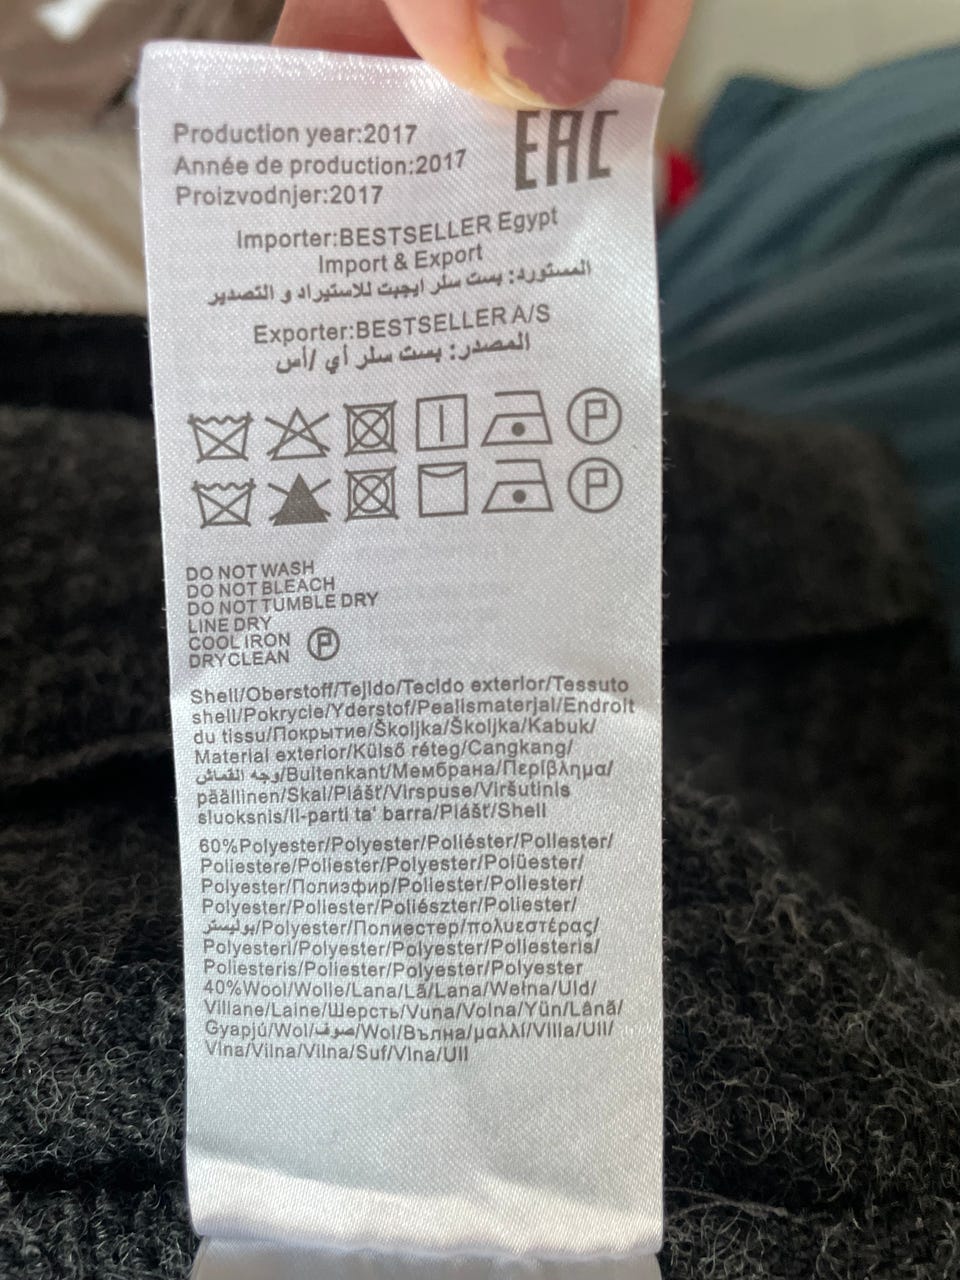 Production year:2017
Année de production:2017
Proizvodnjer:2017
EAC
Importer:BESTSELLER Egypt
Import & Export
المستورد: بست سلر ايجبت للاستيراد و التصدير
Exporter:BESTSELLER A/S
المصدر: بست سلر أي /أس
P
P
DO NOT WASH
DO NOT BLEACH
DO NOT TUMBLE DRY
LINE DRY
COOL IRON
DRYCLEAN P
Shell/Oberstoff/Tejido/Tecido exterior/Tessuto
shell/Pokrycie/Yderstof/Pealismaterjal/Endroit
du tissu/Покрытие/Školjka/Školjka/Kabuk/
Material exterior/Külső réteg/Cangkang/
وجه القماش/Buitenkant/Мембрана/Περίβλημα/
päällinen/Skal/Plášť/Virspuse/Viršutinis
sluoksnis/Il-parti ta' barra/Plášť/Shell
60%Polyester/Polyester/Poliéster/Poliester/
Poliestere/Poliester/Polyester/Polüester/
Polyester/Полиэфир/Poliester/Poliester/
Polyester/Poliester/Poliészter/Poliester/
بوليستر/Polyester/Полиестер/πολυεστέρας/
Polyesteri/Polyester/Polyester/Poliesteris/
Poliesteris/Poliester/Polyester/Polyester
40%Wool/Wolle/Lana/Lã/Lana/Wełna/Uld/
Villane/Laine/Шерсть/Vuna/Volna/Yün/Lână/
Gyapjú/Wol/صوف/Wol/Вълна/μαλλί/Villa/Ull/
Vlna/Vilna/Vilna/Suf/Vlna/Ull